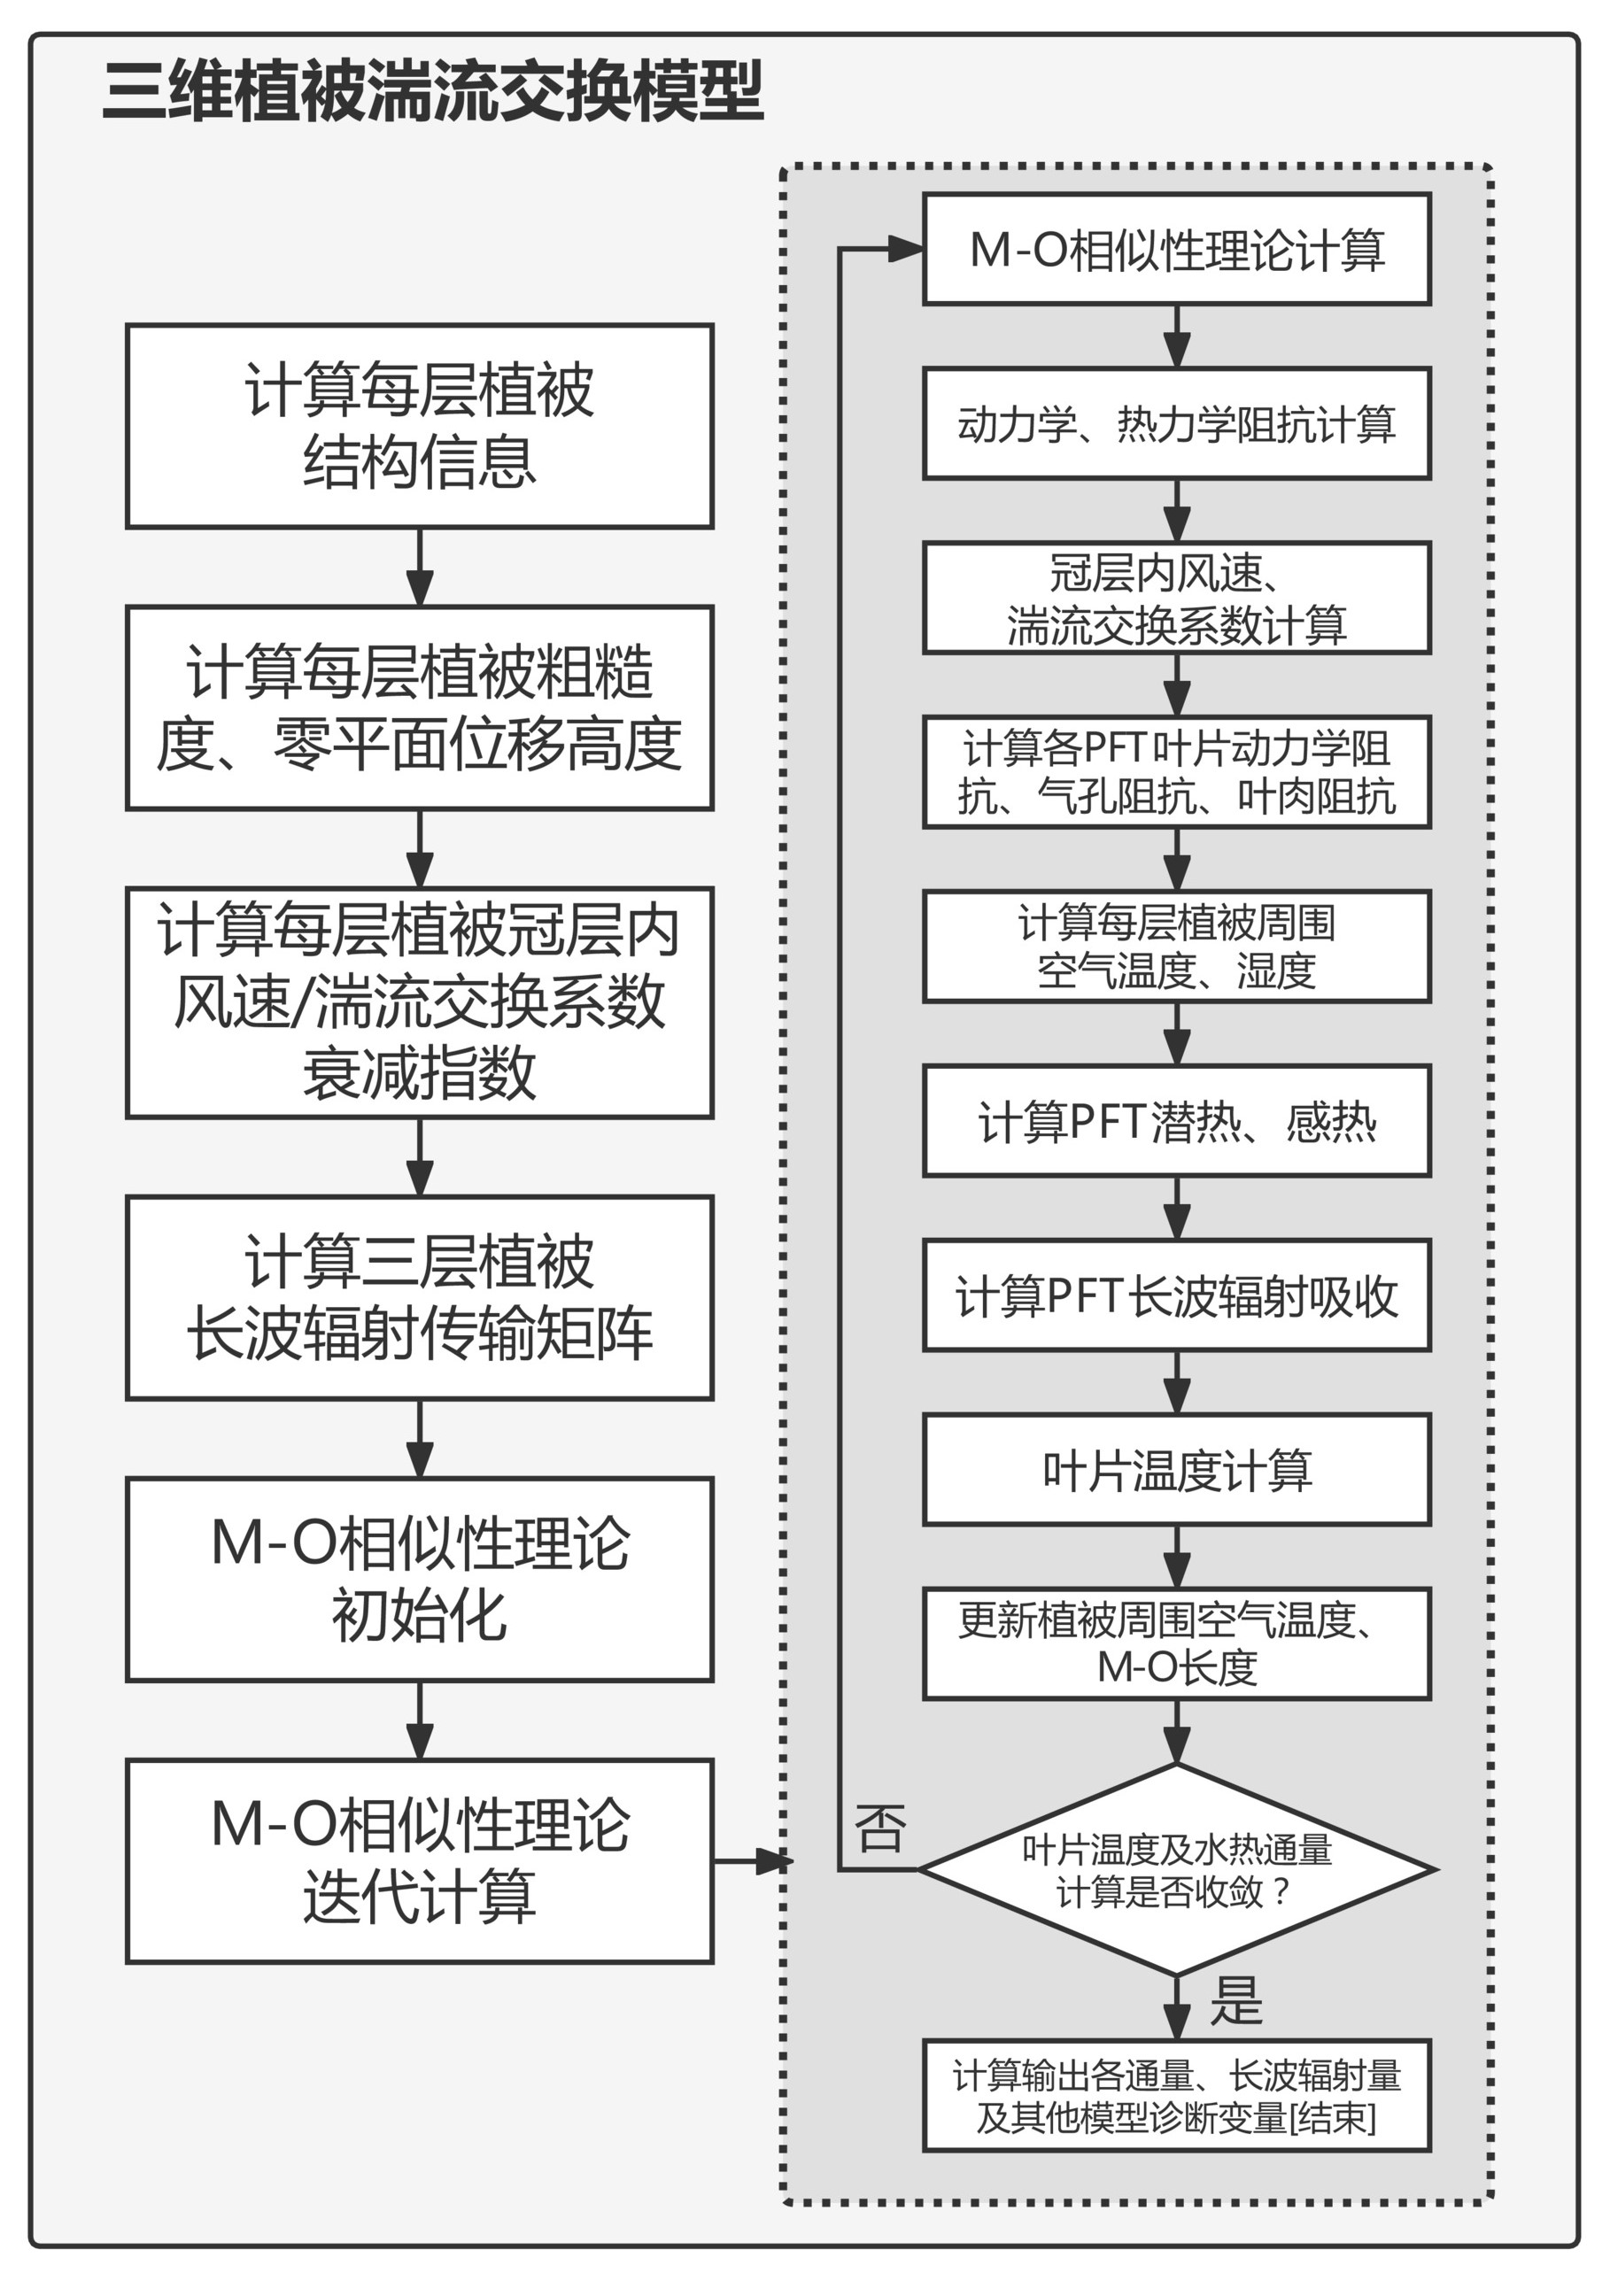 三维植被湍流交换模型
计算每层植被
结构信息
计算每层植被粗糙
度、零平面位移高度
计算每层植被冠层内
风速/湍流交换系数
衰减指数
计算三层植被
长波辐射传输矩阵
M-O相似性理论
初始化
M-O相似性理论
迭代计算
M-O相似性理论计算
动力学、热力学阻抗计算
冠层内风速、
湍流交换系数计算
计算各PFT叶片动力学阻
抗、气孔阻抗、叶肉阻抗
计算每层植被周围
空气温度、湿度
计算PFT潜热、感热
计算PFT长波辐射吸收
叶片温度计算
更新植被周围空气温度、
M-O长度
否
叶片温度及水热通量
计算是否收敛？
是
计算输出各通量、长波辐射量
及其他模型诊断变量[结束]